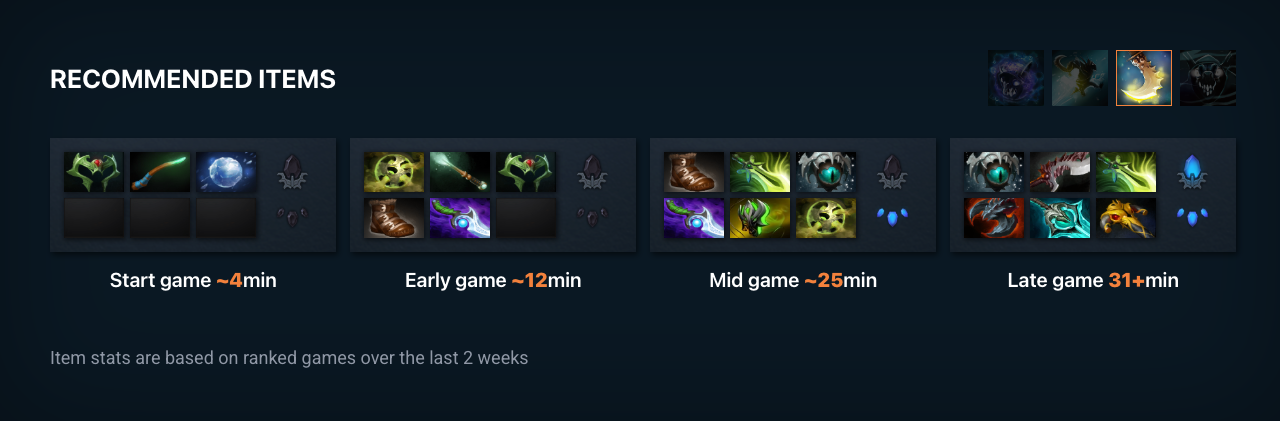 RECOMMENDED ITEMS
Start game ~4min
Early game ~12min
Mid game ~25min
Late game 31+min
Item stats are based on ranked games over the last 2 weeks